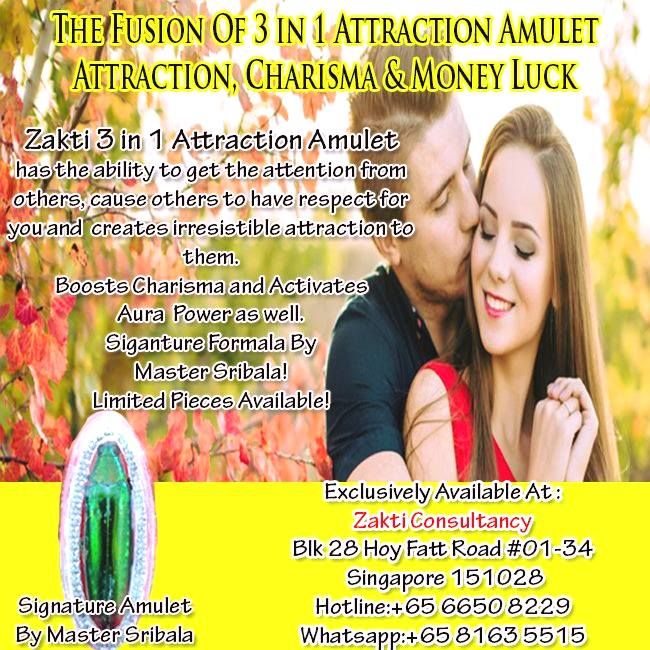 The Fusion Of 3 in 1 Attraction Amulet
Attraction, Charisma & Money Luck
Zakti 3 in 1 Attraction Amulet
has the ability to get the attention from
others, cause others to have respect for
you and creates irresistible attraction to
them.
Boosts Charisma and Activates
Aura Power as well.
Siganture Formala By
Master Sribala!
Limited Pieces Available!
Signature Amulet
By Master Sribala
Exclusively Available At :
Zakti Consultancy
Blk 28 Hoy Fatt Road #01-34
Singapore 151028
Hotline:+65 6650 8229
Whatsapp:+65 8163 5515